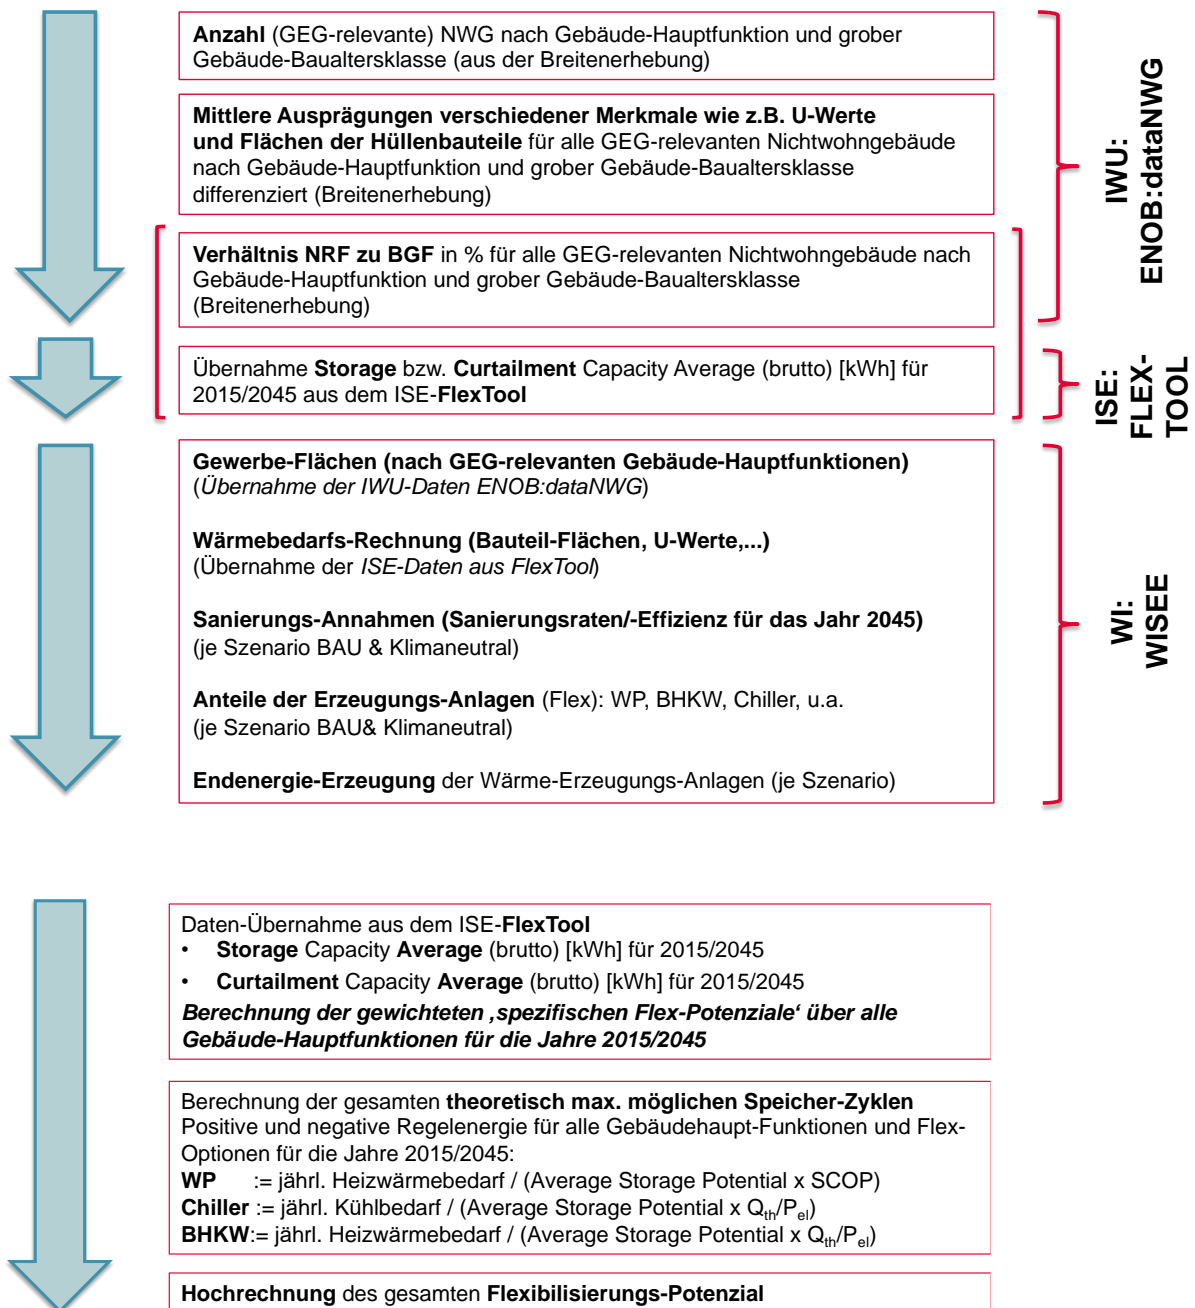 Anzahl (GEG-relevante) NWG nach Gebäude-Hauptfunktion und grober
Gebäude-Baualtersklasse (aus der Breitenerhebung)
Mittlere Ausprägungen verschiedener Merkmale wie z.B. U-Werte
und Flächen der Hüllenbauteile für alle GEG-relevanten Nichtwohngebäude
nach Gebäude-Hauptfunktion und grober Gebäude-Baualtersklasse
differenziert (Breitenerhebung)
Verhältnis NRF zu BGF in % für alle GEG-relevanten Nichtwohngebäude nach
Gebäude-Hauptfunktion und grober Gebäude-Baualtersklasse
(Breitenerhebung)
IWU:
ENOB:dataNWG
Übernahme Storage bzw. Curtailment Capacity Average (brutto) [kWh] für
2015/2045 aus dem ISE-FlexTool
ISE:
FLEX-
TOOL
Gewerbe-Flächen (nach GEG-relevanten Gebäude-Hauptfunktionen)
(Übernahme der IWU-Daten ENOB:dataNWG)
Wärmebedarfs-Rechnung (Bauteil-Flächen, U-Werte,...)
(Übernahme der ISE-Daten aus FlexTool)
Sanierungs-Annahmen (Sanierungsraten/-Effizienz für das Jahr 2045)
(je Szenario BAU & Klimaneutral)
Anteile der Erzeugungs-Anlagen (Flex): WP, BHKW, Chiller, u.a.
(je Szenario BAU& Klimaneutral)
Endenergie-Erzeugung der Wärme-Erzeugungs-Anlagen (je Szenario)
WI:
WISEE
Daten-Übernahme aus dem ISE-FlexTool
• Storage Capacity Average (brutto) [kWh] für 2015/2045
• Curtailment Capacity Average (brutto) [kWh] für 2015/2045
Berechnung der gewichteten ‚spezifischen Flex-Potenziale‘ über alle
Gebäude-Hauptfunktionen für die Jahre 2015/2045
Berechnung der gesamten theoretisch max. möglichen Speicher-Zyklen
Positive und negative Regelenergie für alle Gebäudehaupt-Funktionen und Flex-
Optionen für die Jahre 2015/2045:
WP := jährl. Heizwärmebedarf / (Average Storage Potential x SCOP)
Chiller := jährl. Kühlbedarf / (Average Storage Potential x Qth/Pel)
BHKW:= jährl. Heizwärmebedarf / (Average Storage Potential x Qth/Pel)
Hochrechnung des gesamten Flexibilisierungs-Potenzial